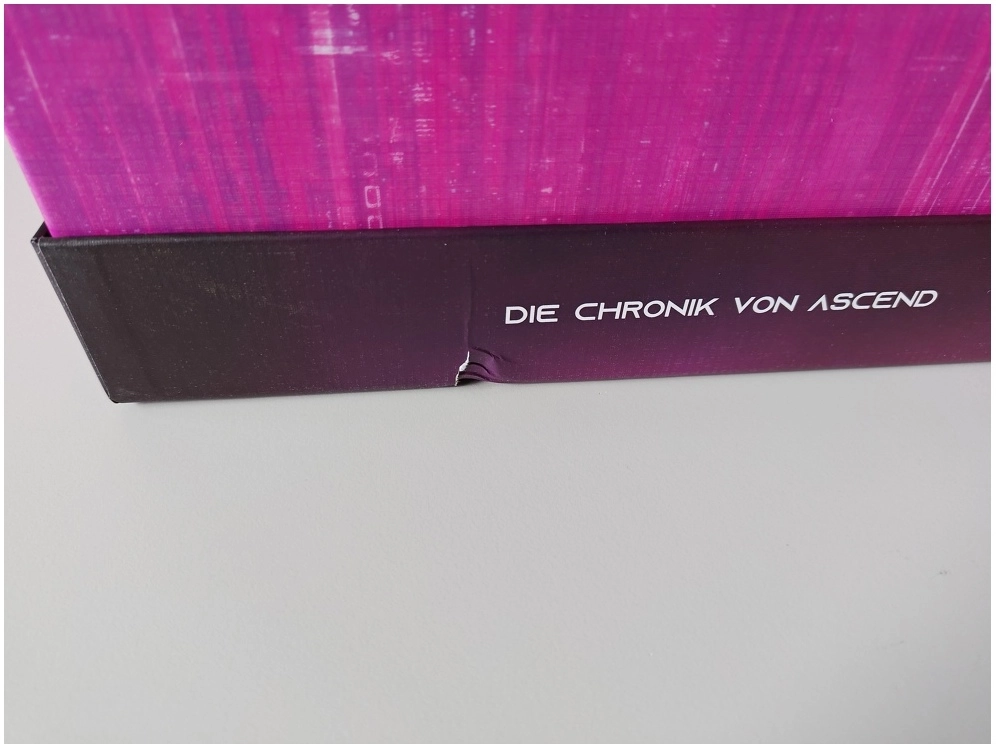 DIE CHRONIK VON ASCEND